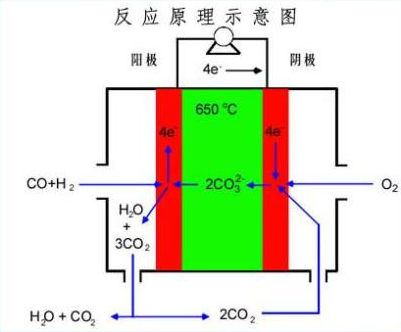 反应原理示意图
阳极
阴极
4e⁻
650 ℃
4e⁻
4e⁻
CO+H₂
2CO₃²⁻
O₂
H₂O
+
3CO₂
H₂O + CO₂
2CO₂